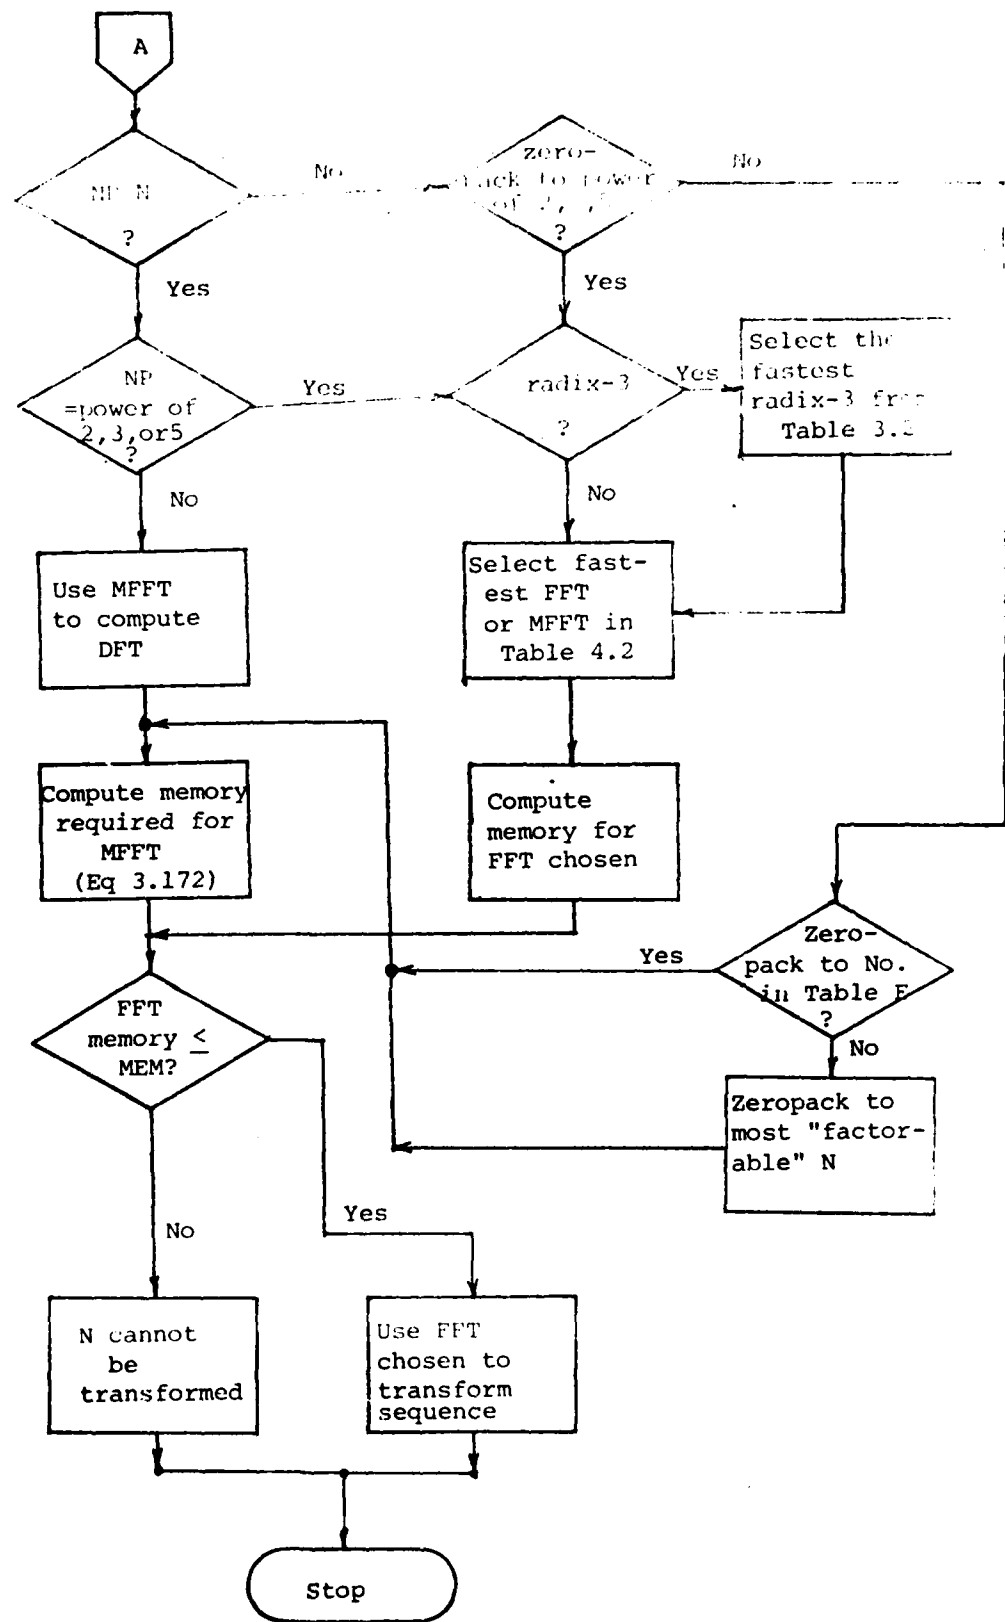 A
N
?
No
zero-
to power
of 2,
?
No
Yes
Yes
NP
=power of
2,3,or5
?
Yes
radix-3
?
Yes
Select the
fastest
radix-3
Table 3.2
No
No
Use MFFT
to compute
DFT
Select fast-
est FFT
or MFFT in
Table 4.2
Compute memory
required for
MFFT
(Eq 3.172)
Compute
memory for
FFT chosen
Zero-
pack to No.
in Table E
?
Yes
No
FFT
memory <
MEM?
Zeropack to
most "factor-
able" N
No
Yes
N cannot
be
transformed
Use FFT
chosen to
transform
sequence
Stop